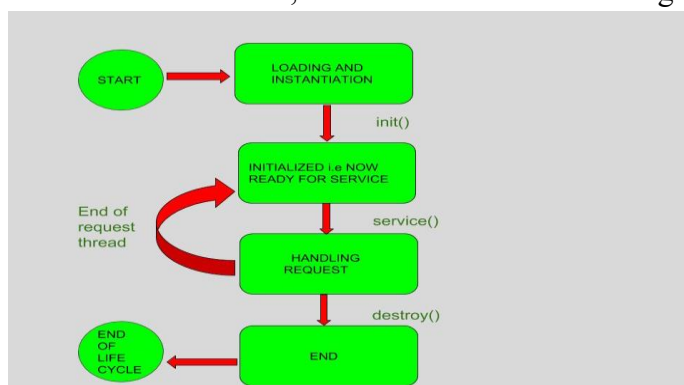 START
LOADING AND
INSTANTIATION
init()
INITIALIZED i.e NOW
READY FOR SERVICE
End of
request
thread
service()
HANDLING
REQUEST
destroy()
END
OF
LIFE
CYCLE
END